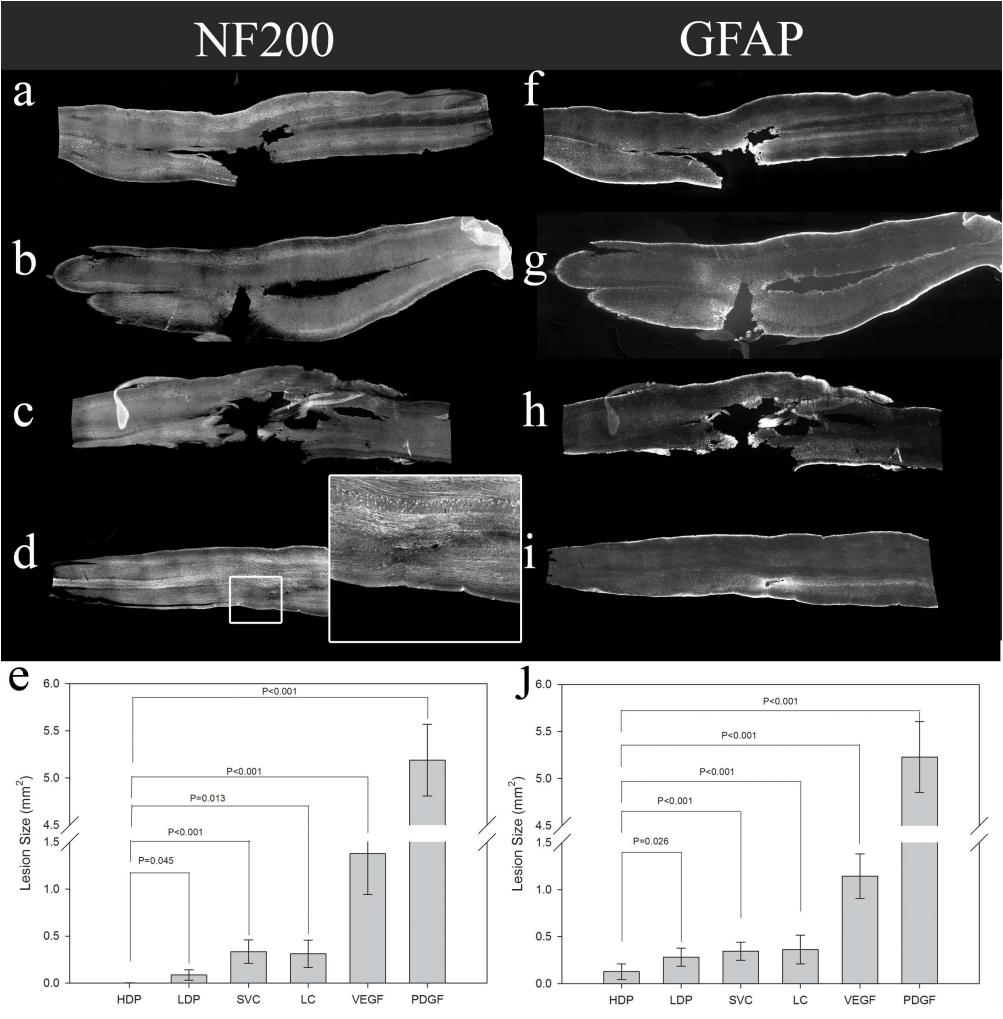 NF200 GFAP
a f
b g
c h
d i
e j
6.0 6.0
P<0.001
P<0.001
5.5 5.5
P<0.001
P<0.001
5.0 5.0
P<0.001
P=0.013
P<0.001
4.5 4.5
1.5 1.5
P<0.001
P=0.026
P=0.045
1.0 1.0
0.5 0.5
0.0 0.0
Lesion Size (mm2)
Lesion Size (mm2)
HDP LDP SVC LC VEGF PDGF
HDP LDP SVC LC VEGF PDGF